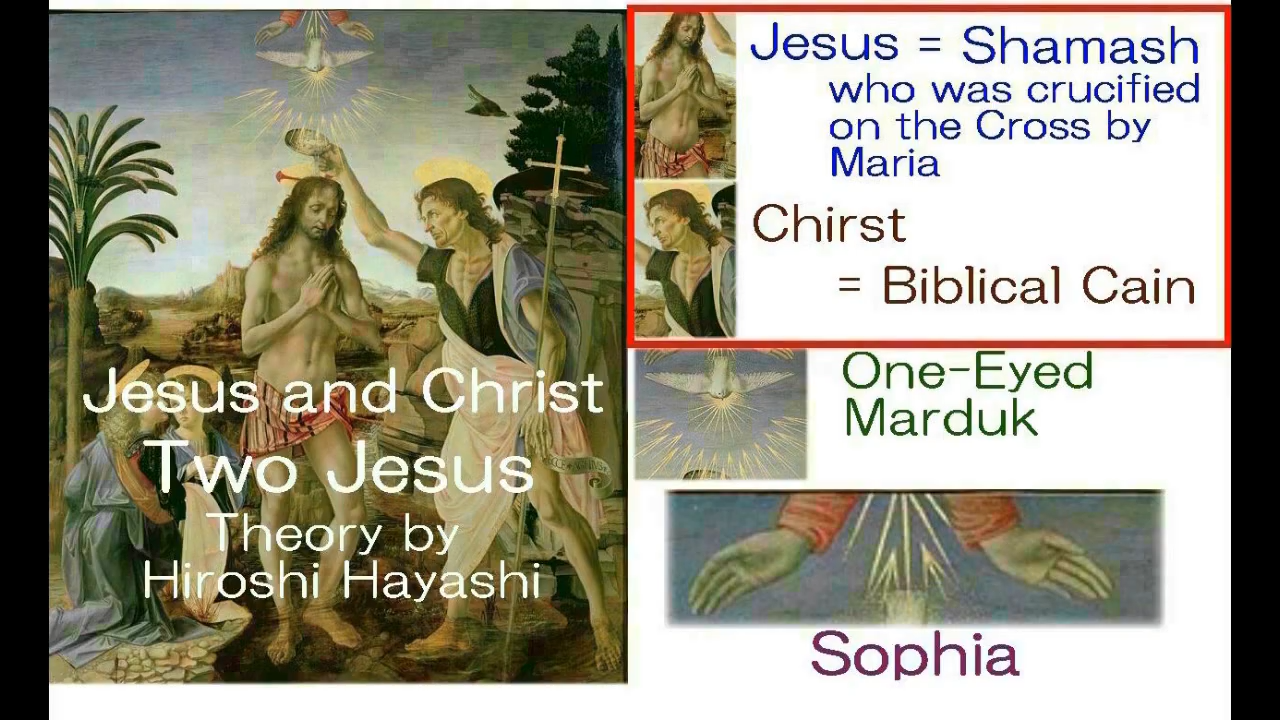 Jesus and Christ
Two Jesus
Theory by
Hiroshi Hayashi
Jesus = Shamash
who was crucified
on the Cross by
Maria
Chirst
= Biblical Cain
One-Eyed
Marduk
Sophia